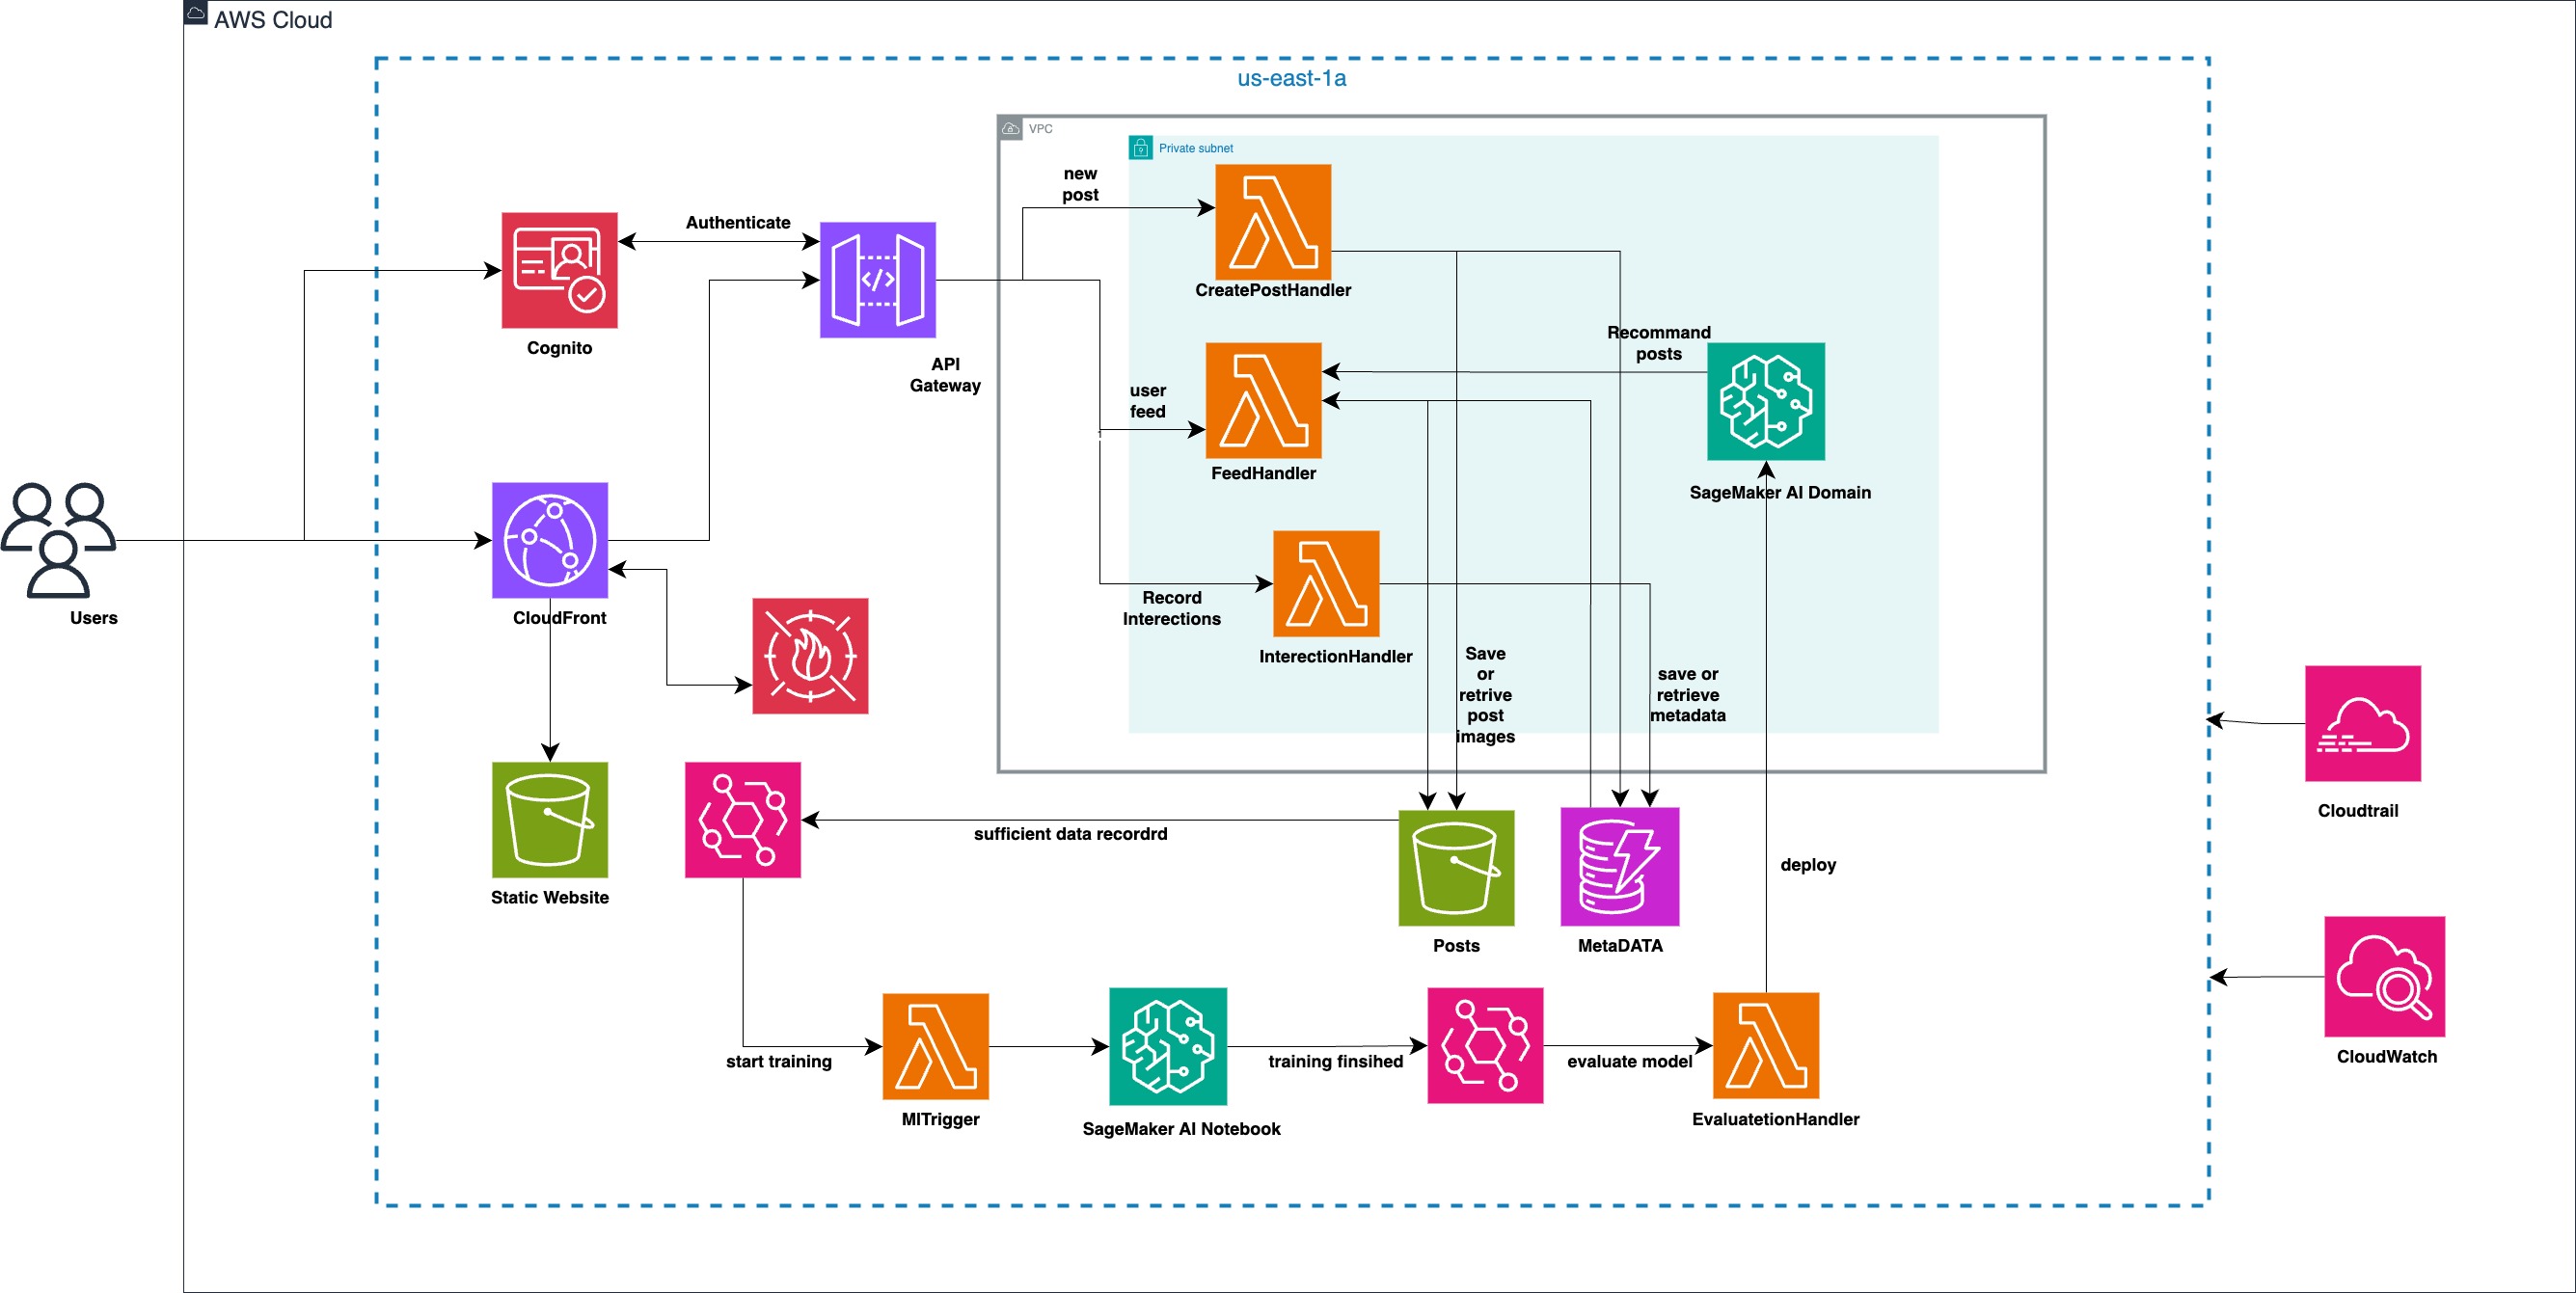 AWS Cloud
us-east-1a
VPC
Private subnet
new
post
Authenticate
CreatePostHandler
Cognito
API
Gateway
Recommand
posts
user
feed
FeedHandler
SageMaker AI Domain
Users
CloudFront
Record
Interections
InterectionHandler
Save
or
retrive
post
images
save or
retrieve
metadata
Cloudtrail
sufficient data recordrd
deploy
Static Website
Posts
MetaDATA
start training
training finsihed
evaluate model
CloudWatch
MlTrigger
SageMaker AI Notebook
EvaluatetionHandler